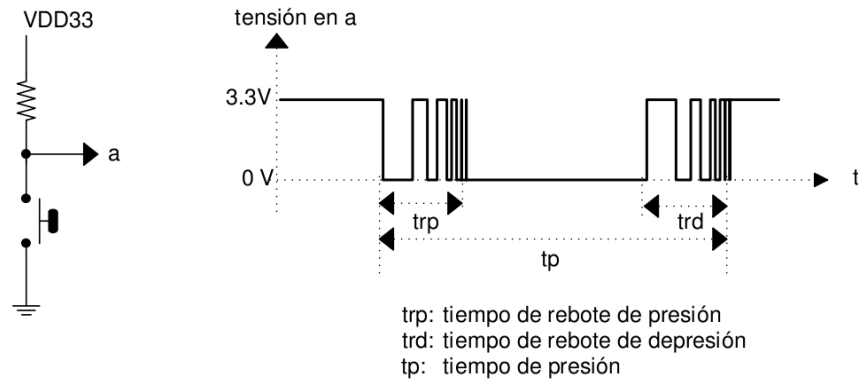 VDD33
a
tensión en a
3.3V
0 V
t
trp
trd
tp
trp: tiempo de rebote de presión
trd: tiempo de rebote de depresión
tp: tiempo de presión